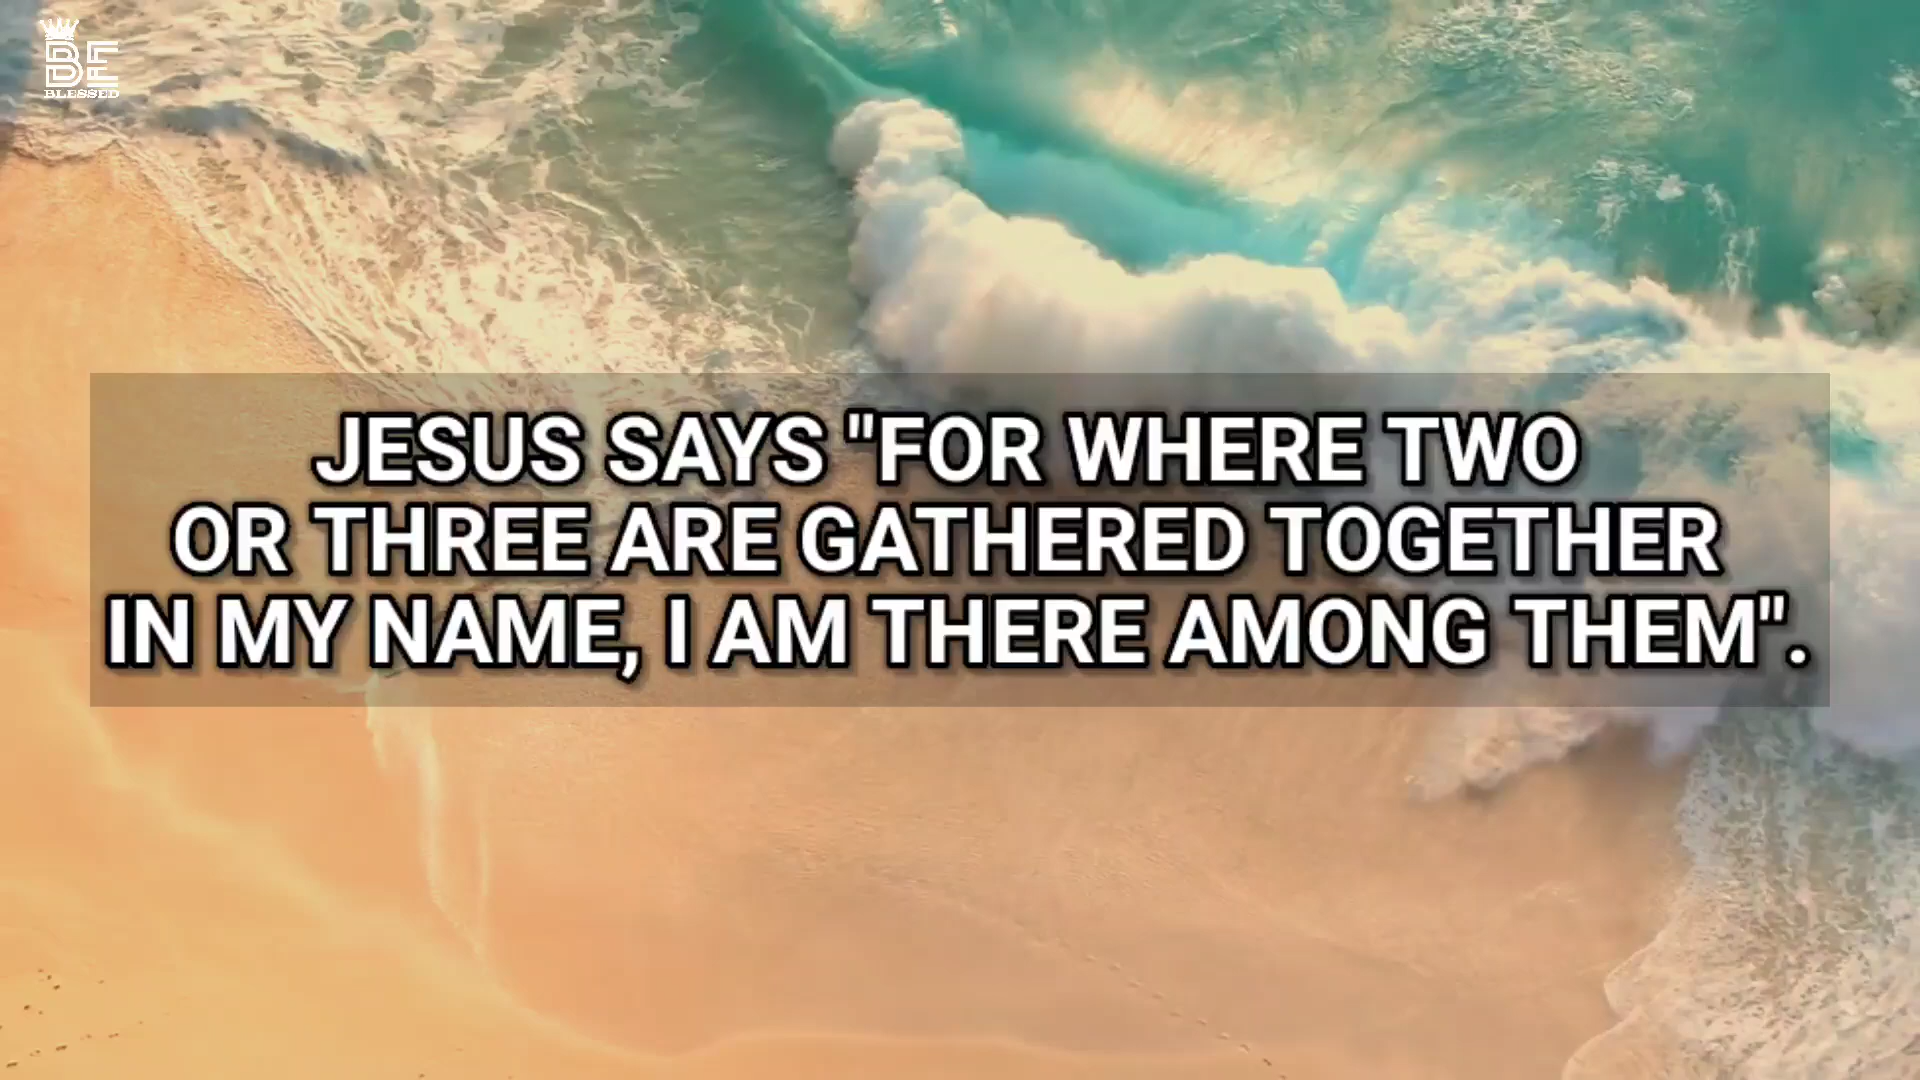 BE
BLESSED
JESUS SAYS "FOR WHERE TWO
OR THREE ARE GATHERED TOGETHER
IN MY NAME, I AM THERE AMONG THEM".